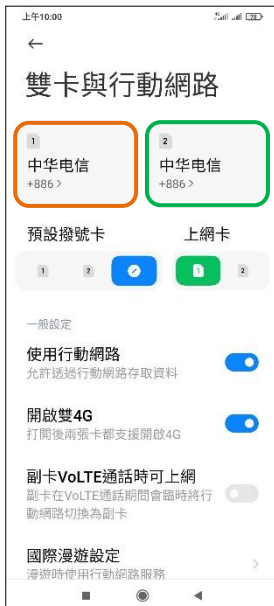 上午10:00
雙卡與行動網路
1
中华电信
+886 >
2
中华电信
+886 >
預設撥號卡
上網卡
1 2
1 2
一般設定
使用行動網路
允許透過行動網路存取資料
開啟雙4G
打開後兩張卡都支援開啟4G
副卡VoLTE通話時可上網
副卡在VoLTE通話期間會臨時將行
動網路切換為副卡
國際漫遊設定
漫遊時使用行動網路服務